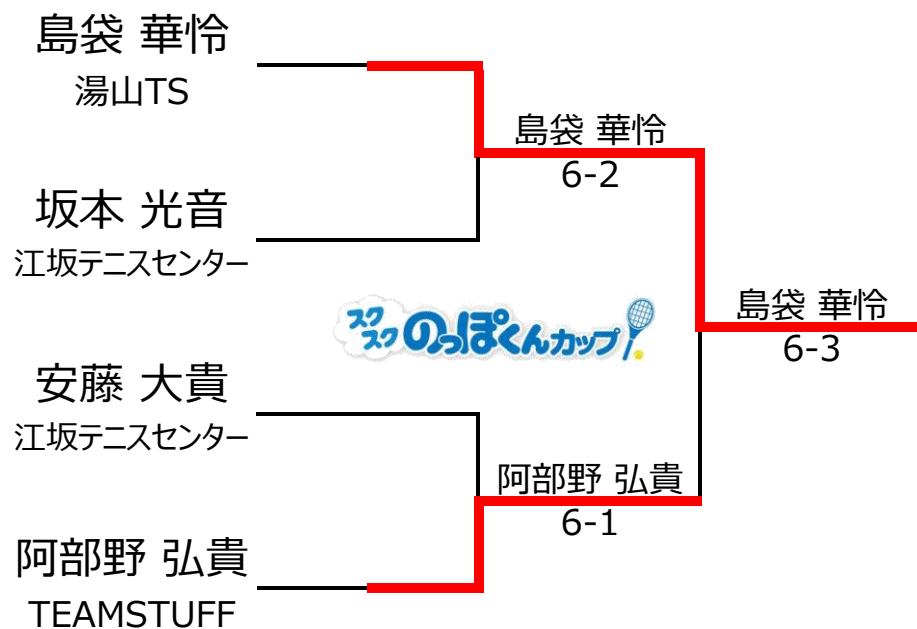 島袋 華怜
湯山TS
島袋 華怜
6-2
坂本 光音
江坂テニスセンター
スクスク のっぽくんカップ
島袋 華怜
6-3
安藤 大貴
江坂テニスセンター
阿部野 弘貴
6-1
阿部野 弘貴
TEAMSTUFF